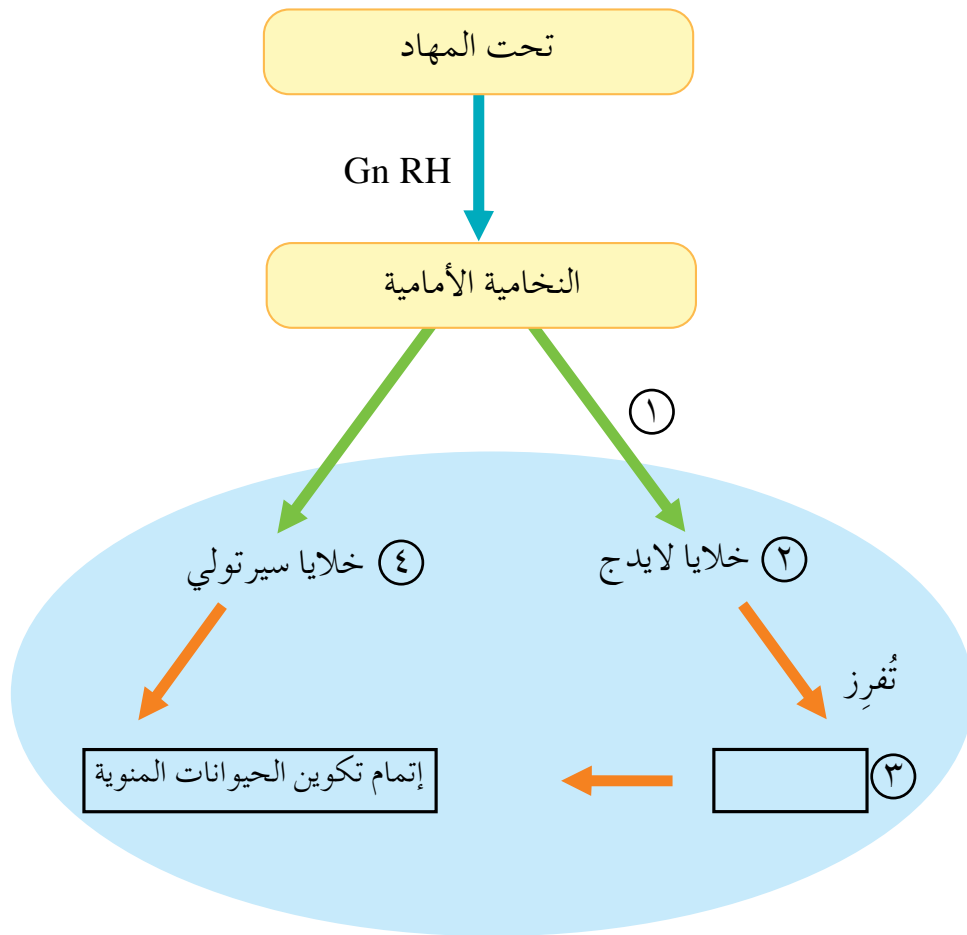 تحت المهاد
Gn RH
النخامية الأمامية
١
٢ خلايا لايدج
٤ خلايا سيرتولي
تُفرِز
٣
إتمام تكوين الحيوانات المنوية